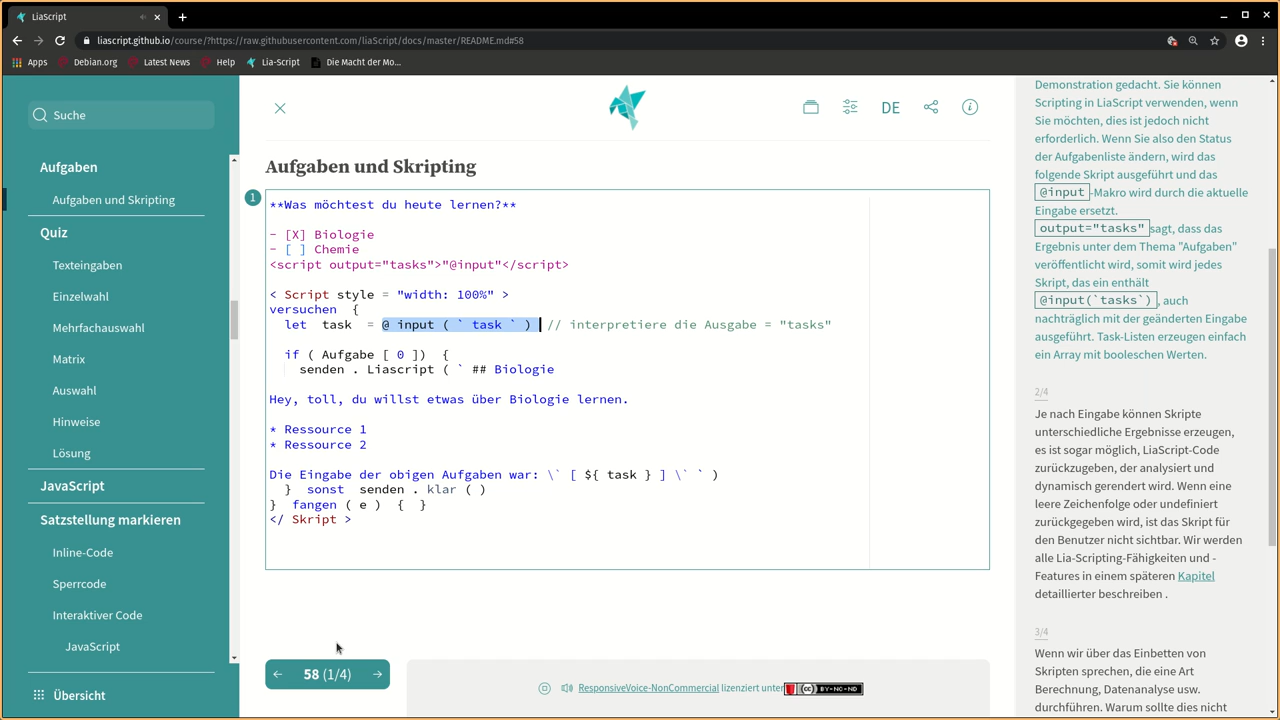 LiaScript
liascript.github.io/course/?https://raw.githubusercontent.com/liaScript/docs/master/README.md#58
Apps
Debian.org
Latest News
Help
Lia-Script
Die Macht der Mo...
Suche
Aufgaben
Aufgaben und Skripting
Quiz
Texteingaben
Einzelwahl
Mehrfachauswahl
Matrix
Auswahl
Hinweise
Lösung
JavaScript
Satzstellung markieren
Inline-Code
Sperrcode
Interaktiver Code
JavaScript
Übersicht
DE
Aufgaben und Skripting
1
**Was möchtest du heute lernen?**
- [X] Biologie
- [ ] Chemie
<script output="tasks">"@input"</script>
< Script style = "width: 100%" >
versuchen {
let task = @ input ( ` task ` ) // interpretiere die Ausgabe = "tasks"
if ( Aufgabe [ 0 ]) {
senden . Liascript ( ` ## Biologie
Hey, toll, du willst etwas über Biologie lernen.
* Ressource 1
* Ressource 2
Die Eingabe der obigen Aufgaben war: \` [ ${ task } ] \` ` )
} sonst senden . klar ( )
} fangen ( e ) { }
</ Skript >
58 (1/4)
ResponsiveVoice-NonCommercial lizenziert unter
cc BY-NC-ND
Demonstration gedacht. Sie können
Scripting in LiaScript verwenden, wenn
Sie möchten, dies ist jedoch nicht
erforderlich. Wenn Sie also den Status
der Aufgabenliste ändern, wird das
folgende Skript ausgeführt und das
@input -Makro wird durch die aktuelle
Eingabe ersetzt.
output="tasks" sagt, dass das
Ergebnis unter dem Thema "Aufgaben"
veröffentlicht wird, somit wird jedes
Skript, das ein enthält
@input(`tasks`) , auch
nachträglich mit der geänderten Eingabe
ausgeführt. Task-Listen erzeugen einfach
ein Array mit booleschen Werten.
2/4
Je nach Eingabe können Skripte
unterschiedliche Ergebnisse erzeugen,
es ist sogar möglich, LiaScript-Code
zurückzugeben, der analysiert und
dynamisch gerendert wird. Wenn eine
leere Zeichenfolge oder undefiniert
zurückgegeben wird, ist das Skript für
den Benutzer nicht sichtbar. Wir werden
alle Lia-Scripting-Fähigkeiten und -
Features in einem späteren Kapitel
detaillierter beschreiben .
3/4
Wenn wir über das Einbetten von
Skripten sprechen, die eine Art
Berechnung, Datenanalyse usw.
durchführen. Warum sollte dies nicht